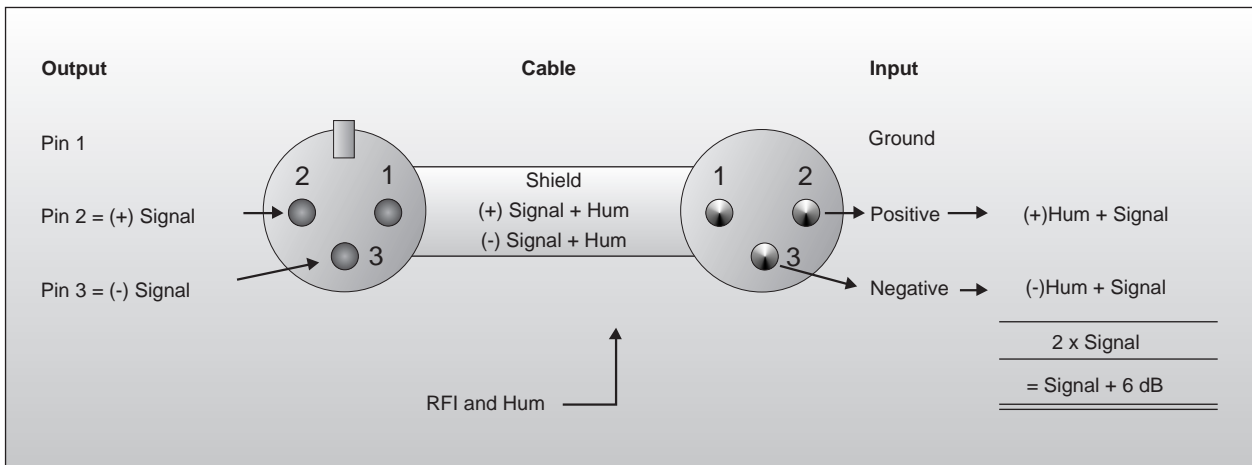 Output
Cable
Input
Pin 1
Ground
2
1
Shield
1
2
Pin 2 = (+) Signal
(+) Signal + Hum
Positive
(+)Hum + Signal
(-) Signal + Hum
3
3
Pin 3 = (-) Signal
Negative
(-)Hum + Signal
2 x Signal
= Signal + 6 dB
RFI and Hum